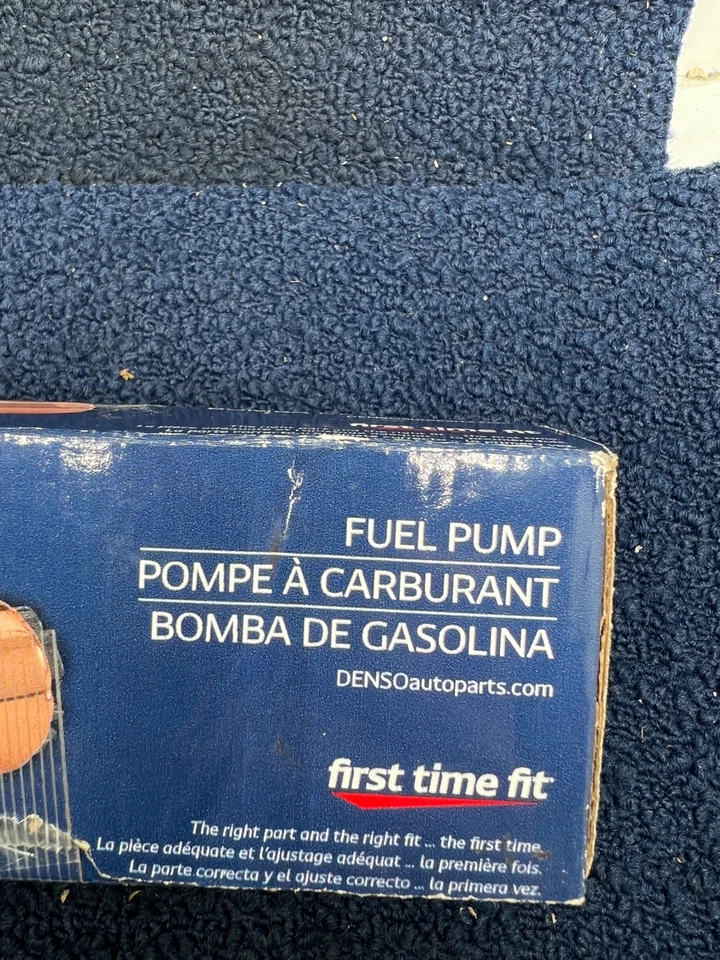 FUEL PUMP
POMPE À CARBURANT
BOMBA DE GASOLINA
DENSOautoparts.com
first time fit
The right part and the right fit ... the first time.
La pièce adéquate et l'ajustage adéquat ... la première fois.
La parte correcta y el ajuste correcto ... la primera vez.